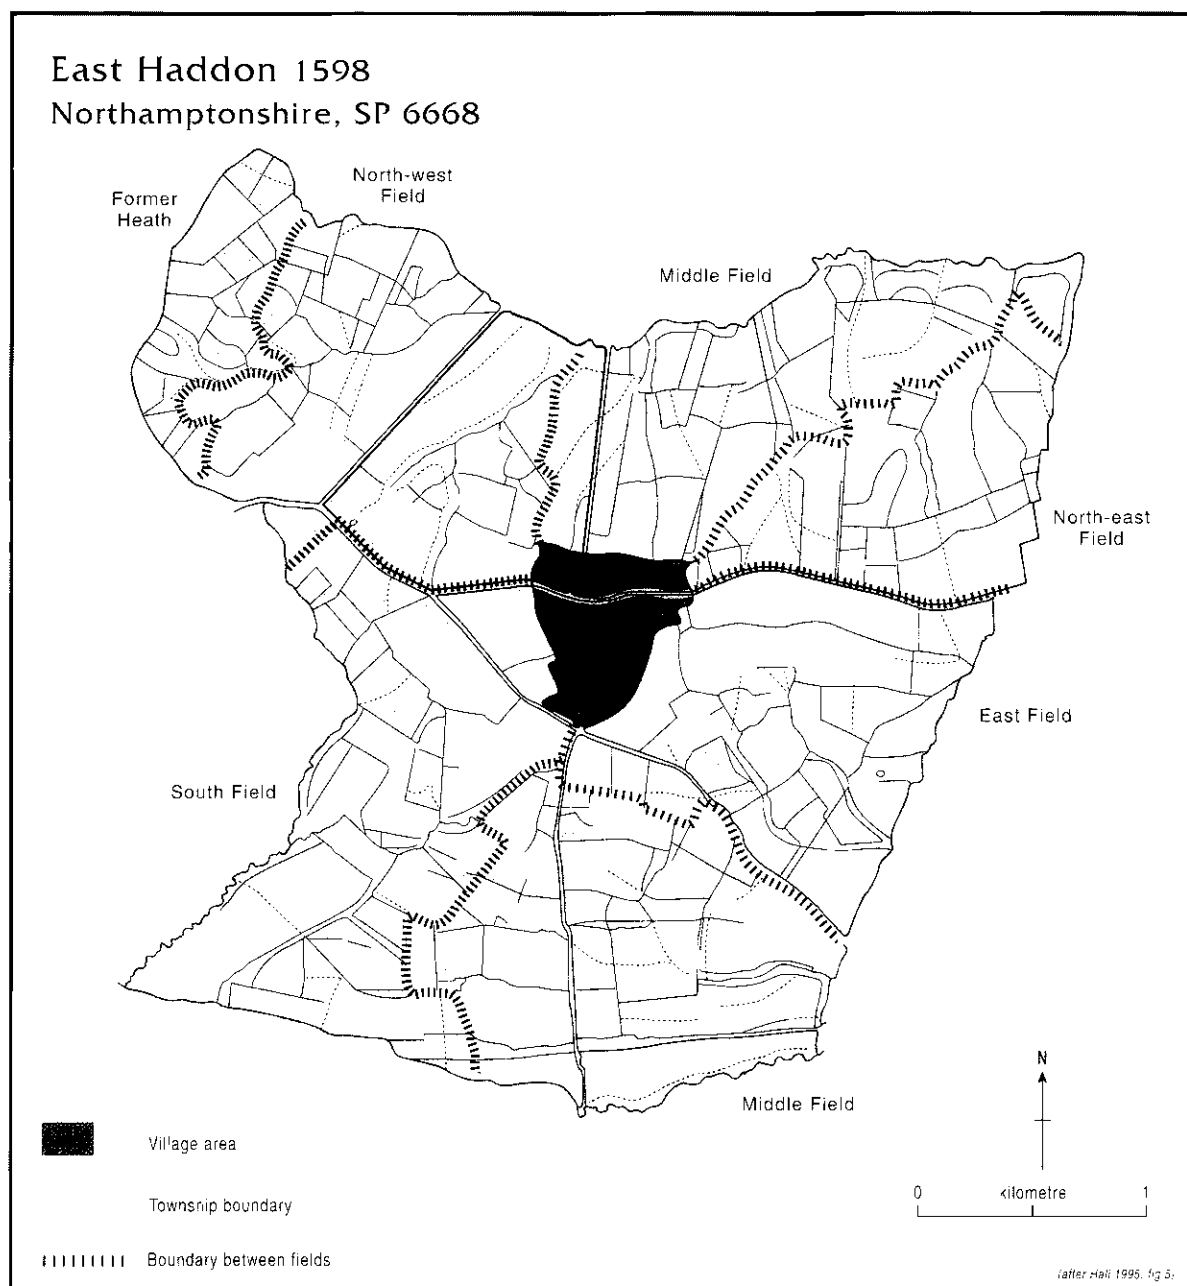 East Haddon 1598
Northamptonshire, SP 6668
North-west
Field
Former
Heath
Middle Field
North-east
Field
East Field
South Field
Middle Field
N
Village area
Township boundary
Boundary between fields
0 kilometre 1
(after Hall 1995, fig 5)